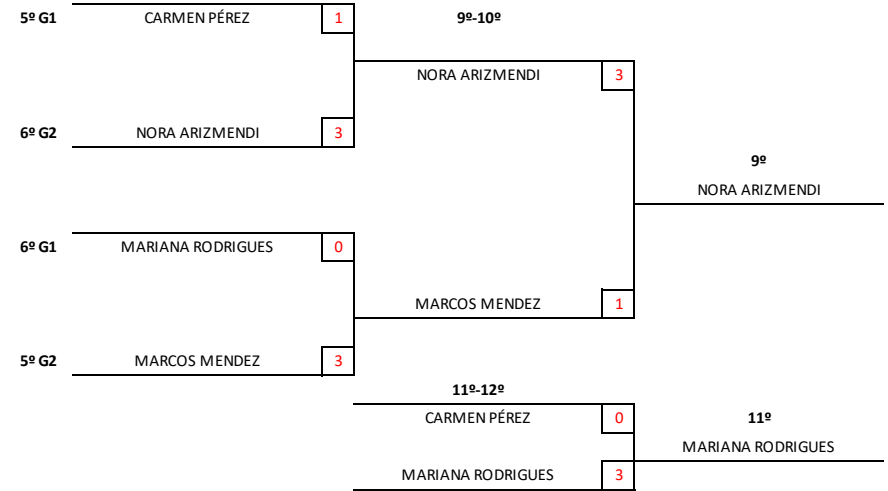 5º G1 CARMEN PÉREZ 1 9º-10º
NORA ARIZMENDI 3
6º G2 NORA ARIZMENDI 3
9º
NORA ARIZMENDI
6º G1 MARIANA RODRIGUES 0
MARCOS MENDEZ 1
5º G2 MARCOS MENDEZ 3
11º-12º
CARMEN PÉREZ 0 11º
MARIANA RODRIGUES
MARIANA RODRIGUES 3